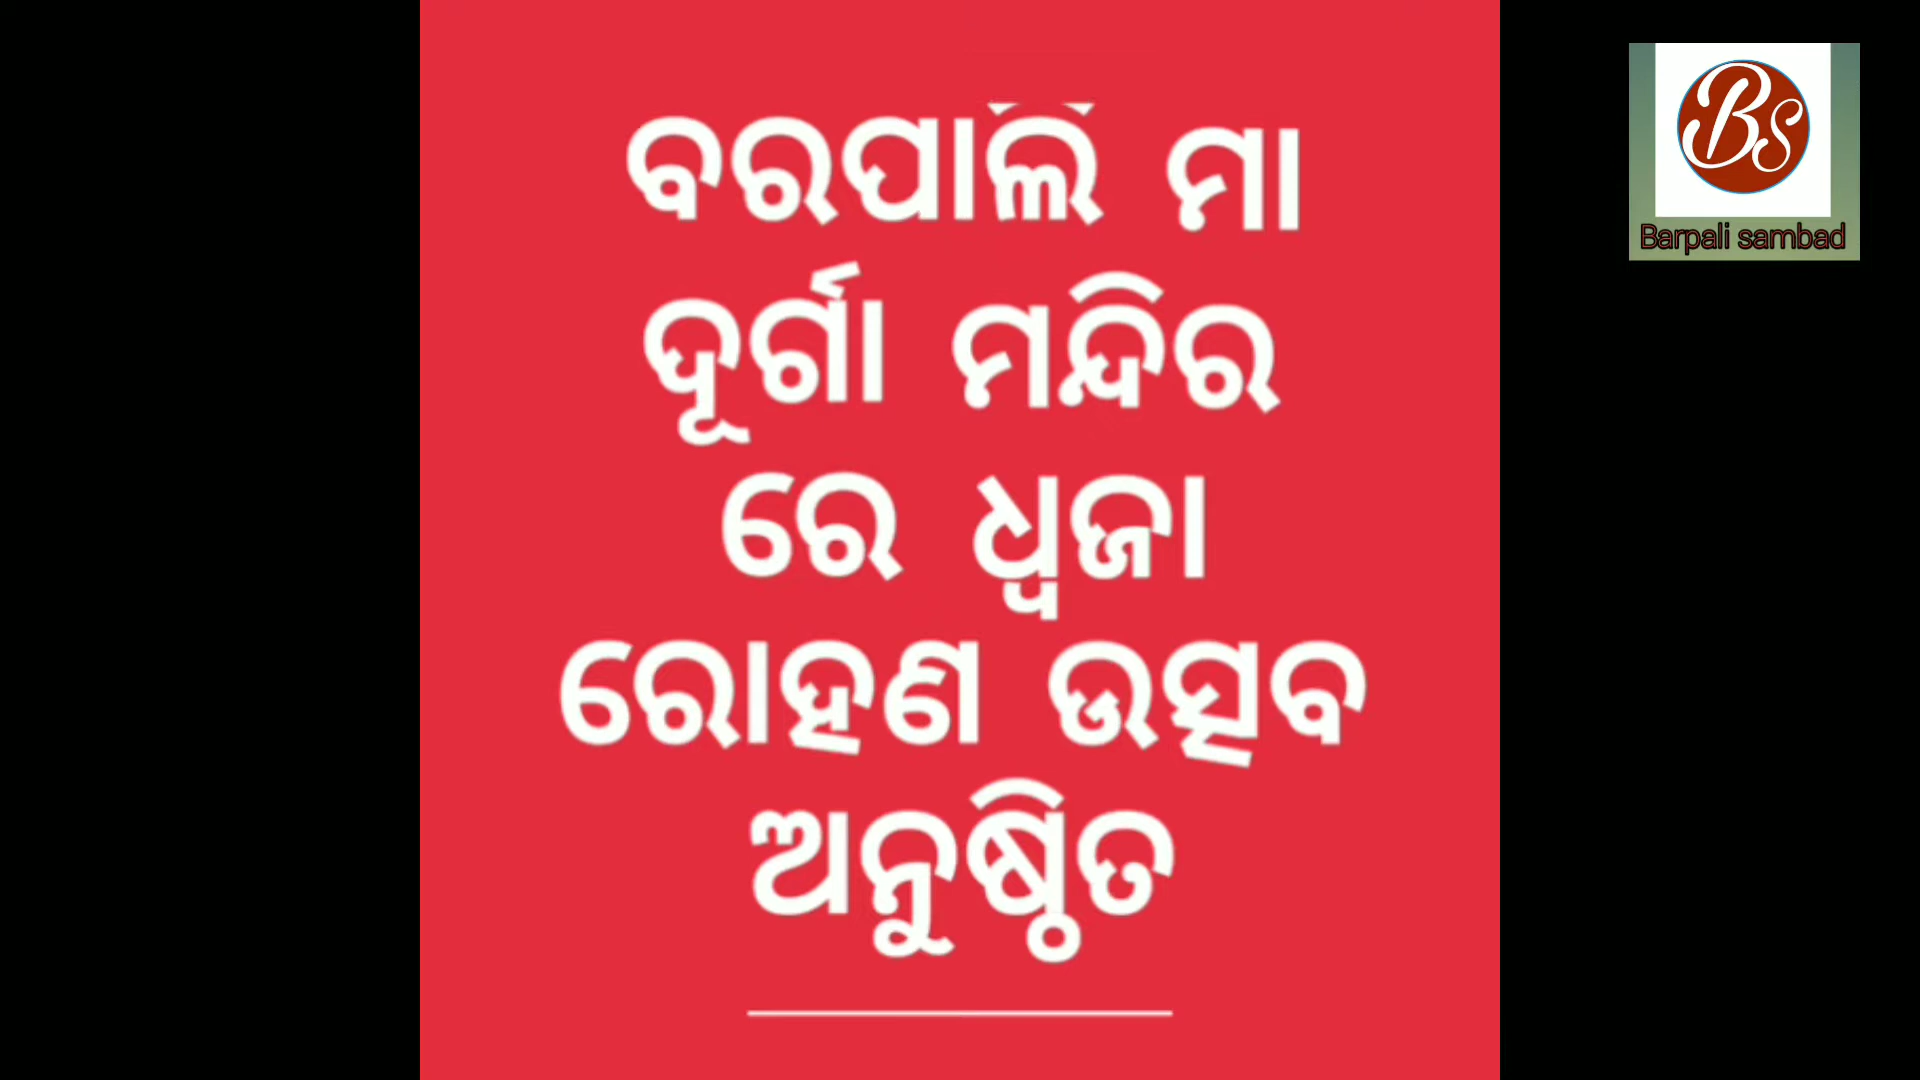 ବରପାଲି ମା
ଦୂର୍ଗା ମନ୍ଦିର
ରେ ଧ୍ୱଜା
ରୋହଣ ଉତ୍ସବ
ଅନୁଷ୍ଠିତ
BS
Barpali sambad